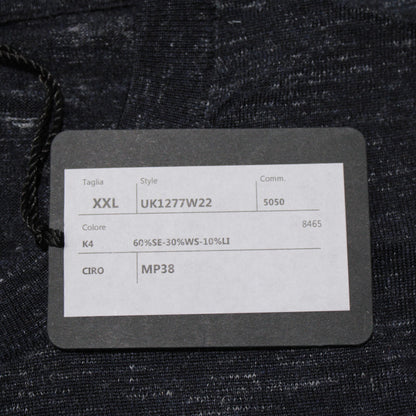 Taglia Style Comm.
XXL UK1277W22 5050
Colore 8465
K4 60%SE-30%WS-10%LI
CIRO MP38